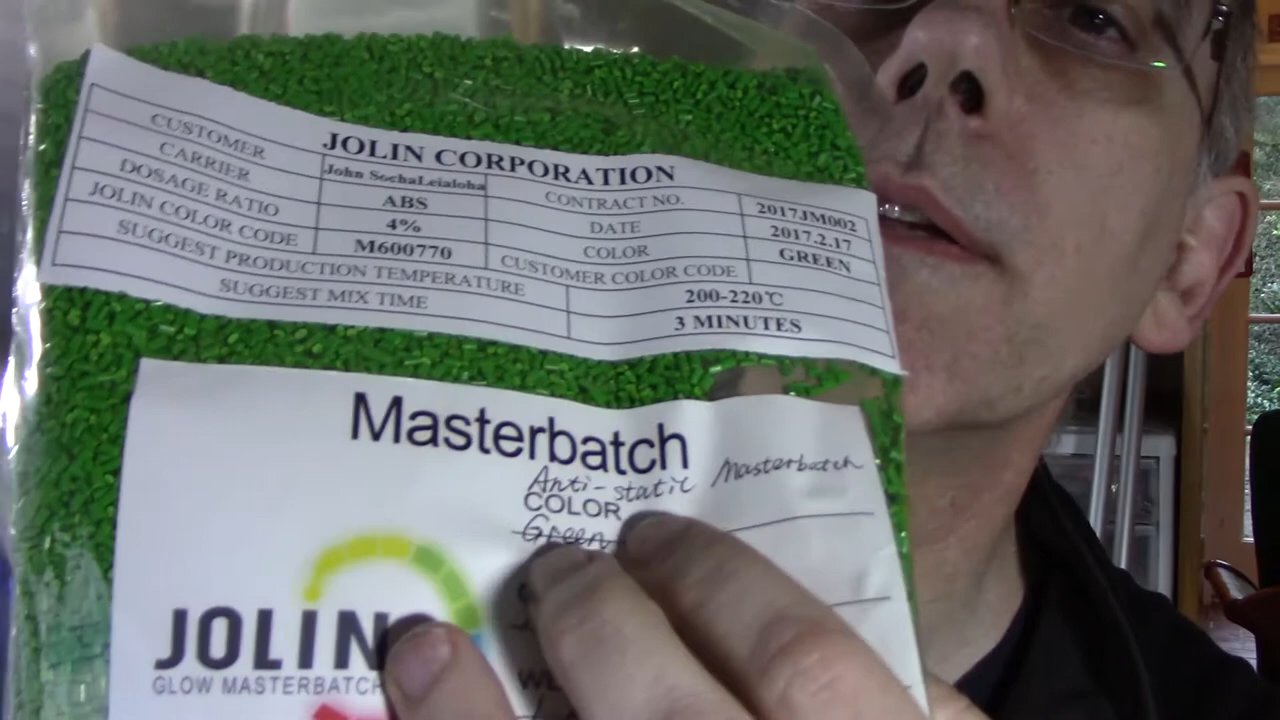 JOLIN CORPORATION
CUSTOMER John SochaLeialoha CONTRACT NO. 2017JM002
CARRIER ABS DATE 2017.2.17
DOSAGE RATIO 4% COLOR GREEN
JOLIN COLOR CODE M600770 CUSTOMER COLOR CODE
SUGGEST PRODUCTION TEMPERATURE 200-220℃
SUGGEST MIX TIME 3 MINUTES
Masterbatch
Anti-static Masterbatch
COLOR
Green
JOLIN
GLOW MASTERBATCH